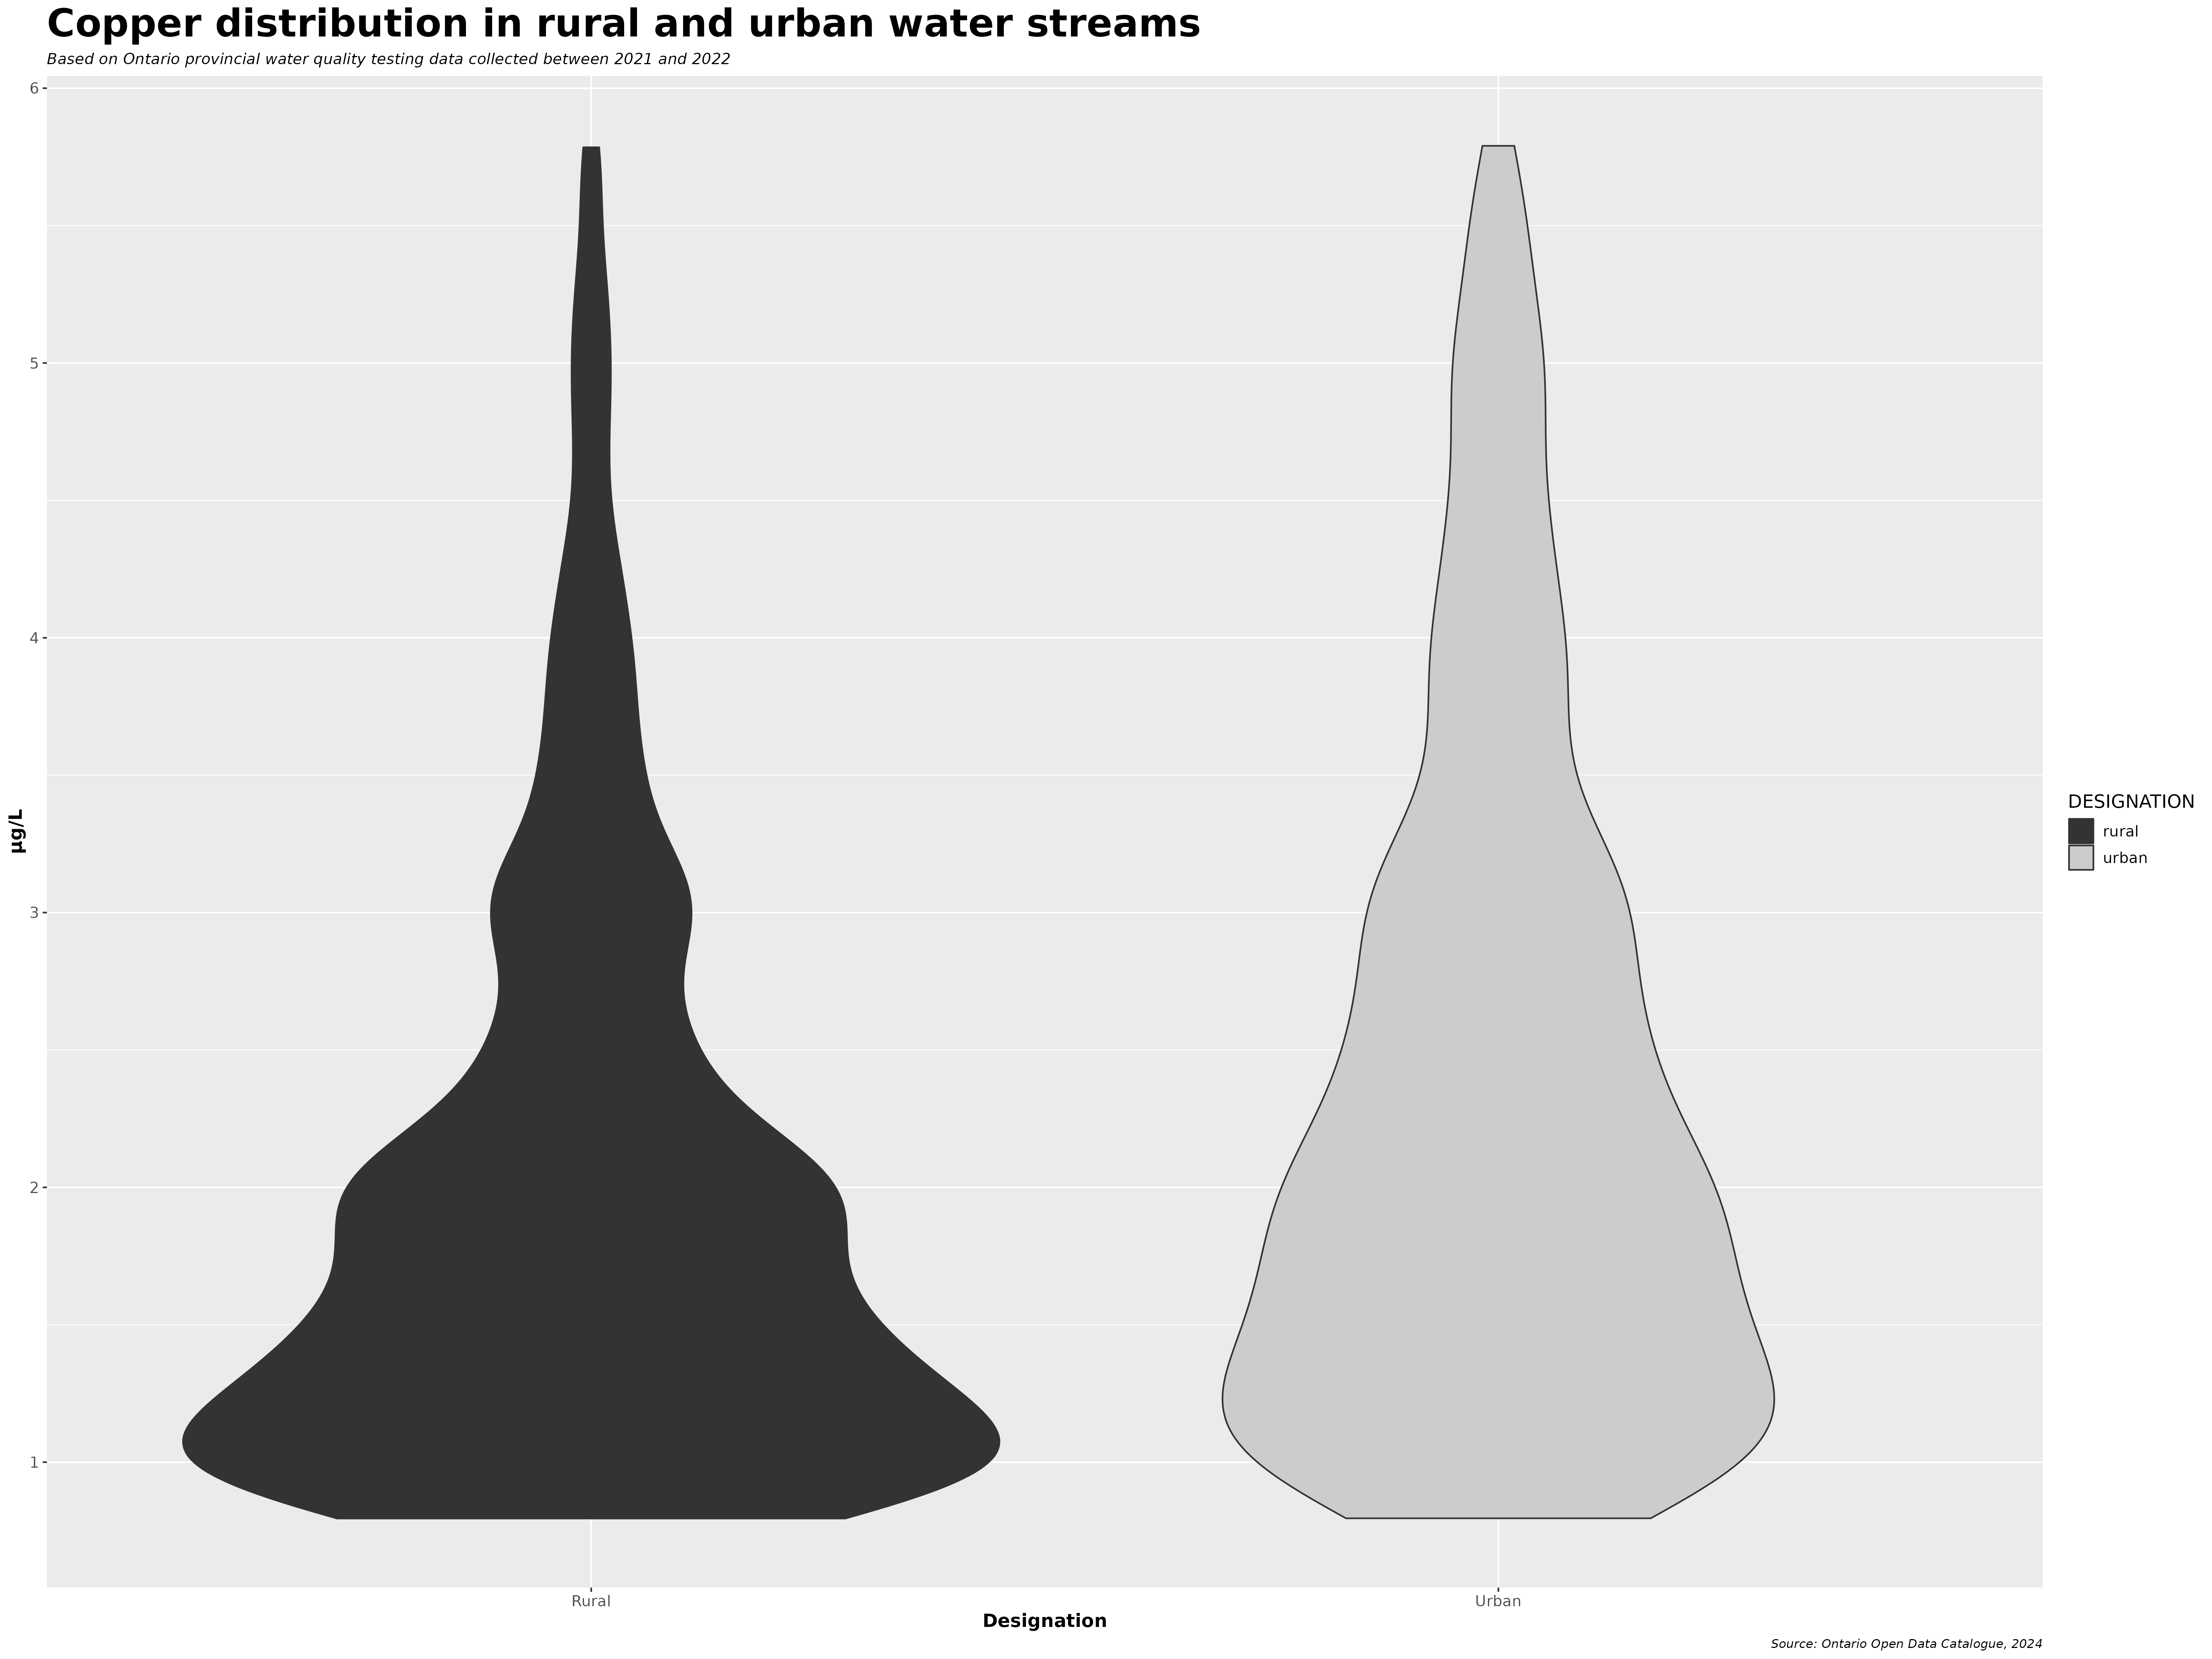 Copper distribution in rural and urban water streams
Based on Ontario provincial water quality testing data collected between 2021 and 2022
6
5
4
3
2
1
µg/L
Rural
Urban
Designation
DESIGNATION
rural
urban
Source: Ontario Open Data Catalogue, 2024